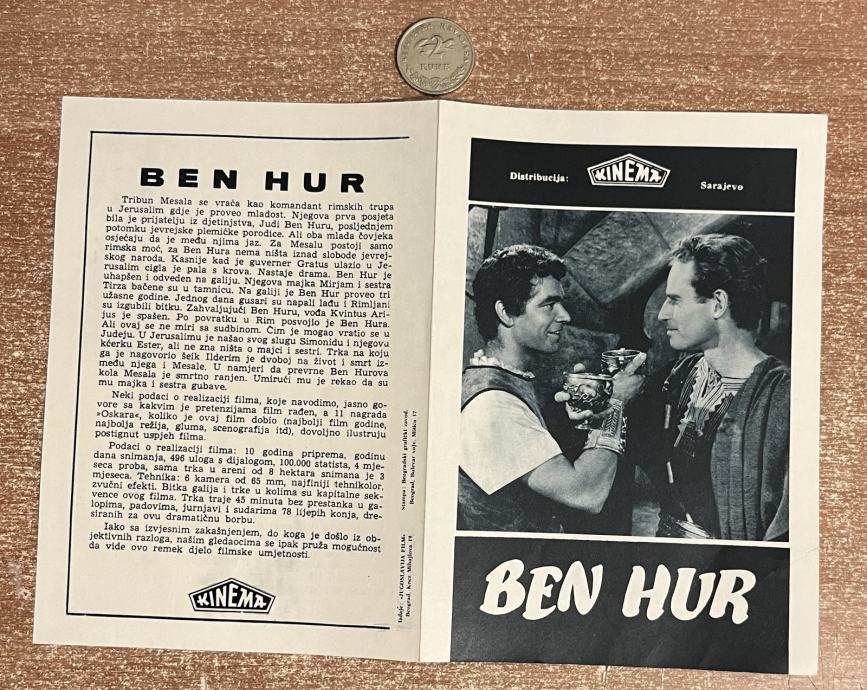 BEN HUR
Tribun Mesala se vraća kao komandant rimskih trupa
u Jerusalim gdje je proveo mladost. Njegova prva posjeta
bila je prijatelju iz djetinjstva, Judi Ben Huru, posljednjem
potomku jevrejske plemičke porodice. Ali oba mlada čovjeka
osjećaju da je među njima jaz. Za Mesalu postoji samo
rimska moć, za Ben Hura nema ništa iznad slobode jevrej-
skog naroda. Kasnije kad je guverner Gratus ulazio u Je-
rusalim cigla je pala s krova. Nastaje drama. Ben Hur je
uhapšen i odveden na galiju. Njegova majka Mirjam i sestra
Tirza bačene su u tamnicu. Na galiji je Ben Hur proveo tri
užasne godine. Jednog dana gusari su napali lađu i Rimljani
su izgubili bitku. Zahvaljujući Ben Huru, vođa Kvintus Ari-
jus je spašen. Po povratku u Rim posvojio je Ben Hura.
Ali ovaj se ne miri sa sudbinom. Čim je mogao vratio se u
Judeju. U Jerusalimu je našao svog slugu Simonidu i njegovu
kćerku Ester, ali ne zna ništa o majci i sestri. Trka na koju
ga je nagovorio šeik Ilderim je dvoboj na život i smrt iz-
među njega i Mesale. U namjeri da prevrne Ben Hurova
kola Mesala je smrtno ranjen. Umirući mu je rekao da su
mu majka i sestra gubave.
Neki podaci o realizaciji filma, koje navodimo, jasno go-
vore sa kakvim je pretenzijama film rađen, a 11 nagrada
»Oskara«, koliko je ovaj film dobio (najbolji film godine,
najbolja režija, gluma, scenografija itd), dovoljno ilustruju
postignut uspjeh filma.
Podaci o realizaciji filma: 10 godina priprema, godinu
dana snimanja, 496 uloga s dijalogom, 100.000 statista, 4 mje-
seca proba, sama trka u areni od 8 hektara snimana je 3
mjeseca. Tehnika: 6 kamera od 65 mm, najfiniji tehnikolor,
zvučni efekti. Bitka galija i trke u kolima su kapitalne sek-
vence ovog filma. Trka traje 45 minuta bez prestanka u ga-
lopima, padovima, jurnjavi i sudarima 78 lijepih konja, dre-
siranih za ovu dramatičnu borbu.
Iako sa izvjesnim zakašnjenjem, do koga je došlo iz ob-
jektivnih razloga, našim gledaocima se ipak pruža mogućnost
da vide ovo remek djelo filmske umjetnosti.
KINEMA
Izdaje: »JUGOSLAVIJA FILM«
Beograd, Knez Mihajlova 19
Štampa: Beogradski grafički zavod,
Beograd, Bulevar vojv. Mišića 17
Distribucija:
KINEMA
Sarajevo
BEN HUR
2
KUNE